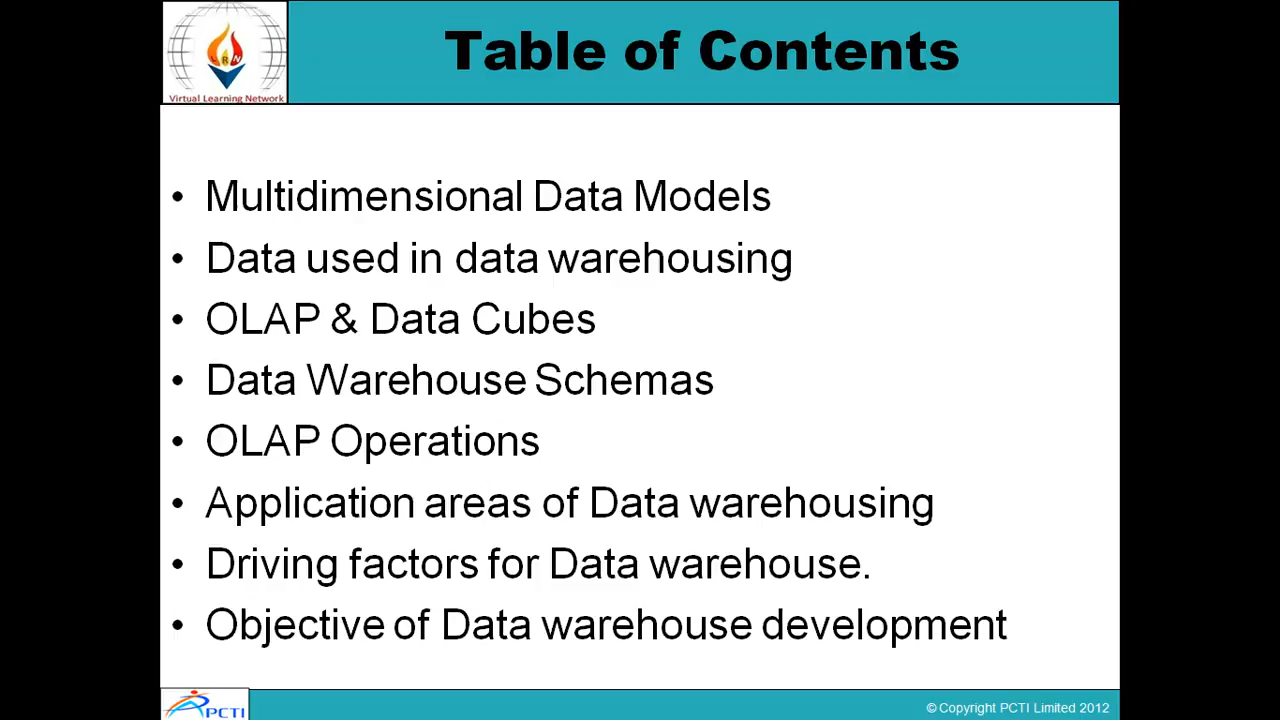 LRN
Virtual Learning Network
Table of Contents
• Multidimensional Data Models
• Data used in data warehousing
• OLAP & Data Cubes
• Data Warehouse Schemas
• OLAP Operations
• Application areas of Data warehousing
• Driving factors for Data warehouse.
• Objective of Data warehouse development
PCTI
© Copyright PCTI Limited 2012